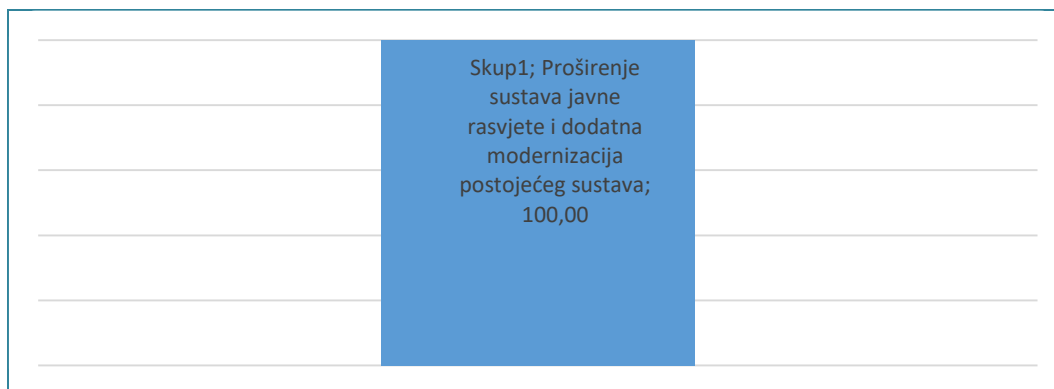 Skup1; Proširenje
sustava javne
rasvjete i dodatna
modernizacija
postojećeg sustava;
100,00